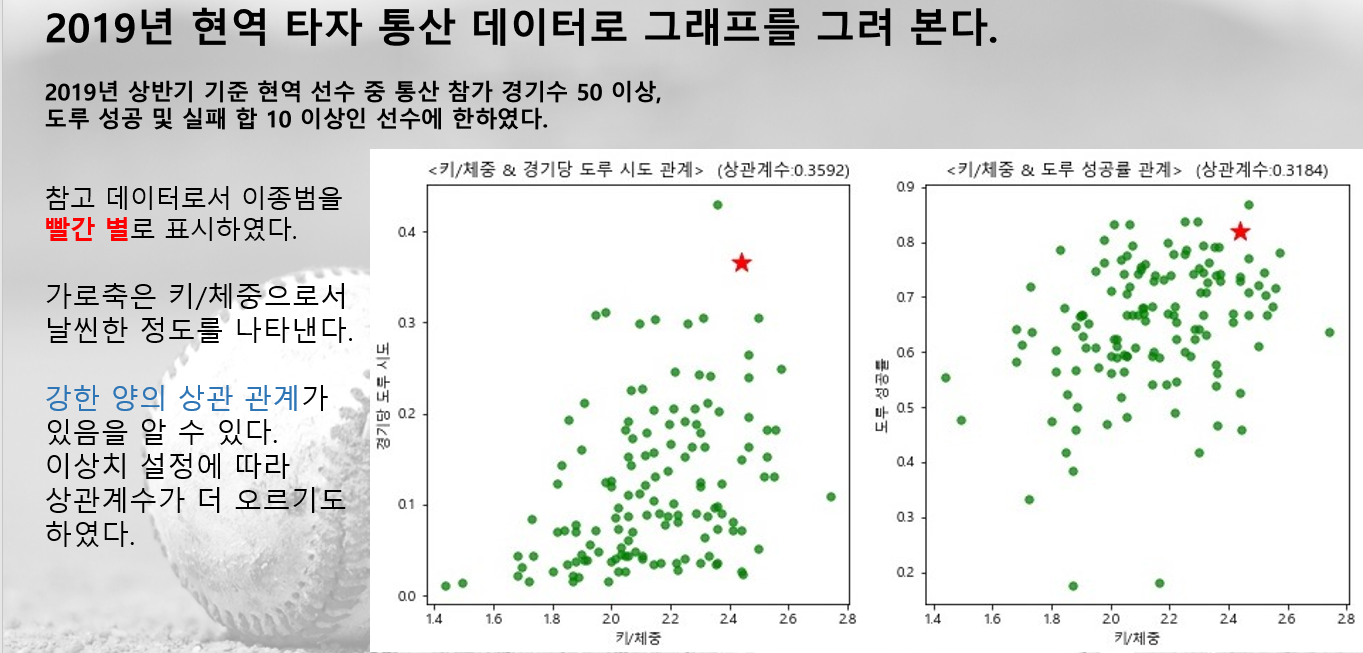 2019년 현역 타자 통산 데이터로 그래프를 그려 본다.
2019년 상반기 기준 현역 선수 중 통산 참가 경기수 50 이상,
도루 성공 및 실패 합 10 이상인 선수에 한하였다.
참고 데이터로서 이종범을
빨간 별로 표시하였다.
가로축은 키/체중으로서
날씬한 정도를 나타낸다.
강한 양의 상관 관계가
있음을 알 수 있다.
이상치 설정에 따라
상관계수가 더 오르기도
하였다.
<키/체중 & 경기당 도루 시도 관계> (상관계수:0.3592)
경기당 도루 시도
0.4
0.3
0.2
0.1
0.0
1.4 1.6 1.8 2.0 2.2 2.4 2.6 2.8
키/체중
<키/체중 & 도루 성공률 관계> (상관계수:0.3184)
도루 성공률
0.9
0.8
0.7
0.6
0.5
0.4
0.3
0.2
1.4 1.6 1.8 2.0 2.2 2.4 2.6 2.8
키/체중